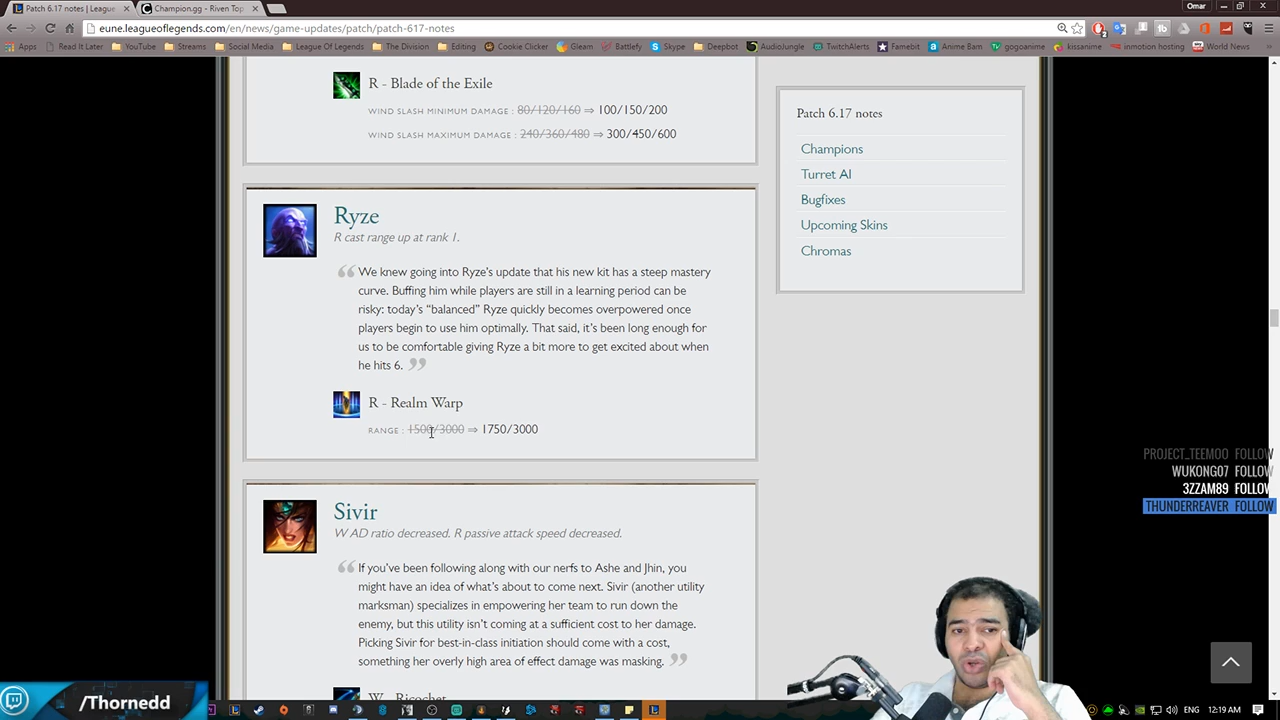 Patch 6.17 notes | League
Champion.gg - Riven Top
Omar
eune.leagueoflegends.com/en/news/game-updates/patch/patch-617-notes
Apps
Read It Later
YouTube
Streams
Social Media
League Of Legends
The Division
Editing
Cookie Clicker
Gleam
Battlefy
Skype
Deepbot
AudioJungle
TwitchAlerts
Famebit
Anime Bam
gogoanime
kissanime
inmotion hosting
World News
R - Blade of the Exile
WIND SLASH MINIMUM DAMAGE : 80/120/160 ⇒ 100/150/200
WIND SLASH MAXIMUM DAMAGE : 240/360/480 ⇒ 300/450/600
Patch 6.17 notes
Champions
Turret AI
Bugfixes
Upcoming Skins
Chromas
Ryze
R cast range up at rank 1.
We knew going into Ryze's update that his new kit has a steep mastery
curve. Buffing him while players are still in a learning period can be
risky: today's "balanced" Ryze quickly becomes overpowered once
players begin to use him optimally. That said, it's been long enough for
us to be comfortable giving Ryze a bit more to get excited about when
he hits 6.
R - Realm Warp
RANGE : 1500/3000 ⇒ 1750/3000
PROJECT_TEEMOO FOLLOW
WUKONG07 FOLLOW
3ZZAM89 FOLLOW
THUNDERREAVER FOLLOW
Sivir
W AD ratio decreased. R passive attack speed decreased.
If you've been following along with our nerfs to Ashe and Jhin, you
might have an idea of what's about to come next. Sivir (another utility
marksman) specializes in empowering her team to run down the
enemy, but this utility isn't coming at a sufficient cost to her damage.
Picking Sivir for best-in-class initiation should come with a cost,
something her overly high area of effect damage was masking.
W - Ricochet
/Thornedd
ENG
12:19 AM